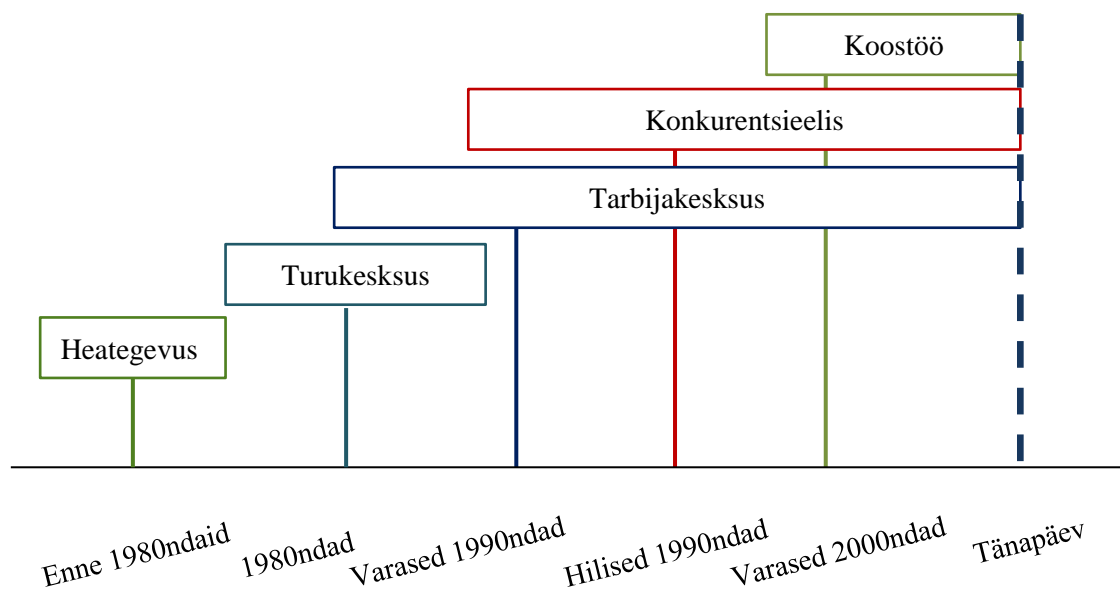 Koostöö
Konkurentsieelis
Tarbijakesksus
Turukesksus
Heategevus
Enne 1980ndaid
1980ndad
Varased 1990ndad
Hilised 1990ndad
Varased 2000ndad
Tänapäev